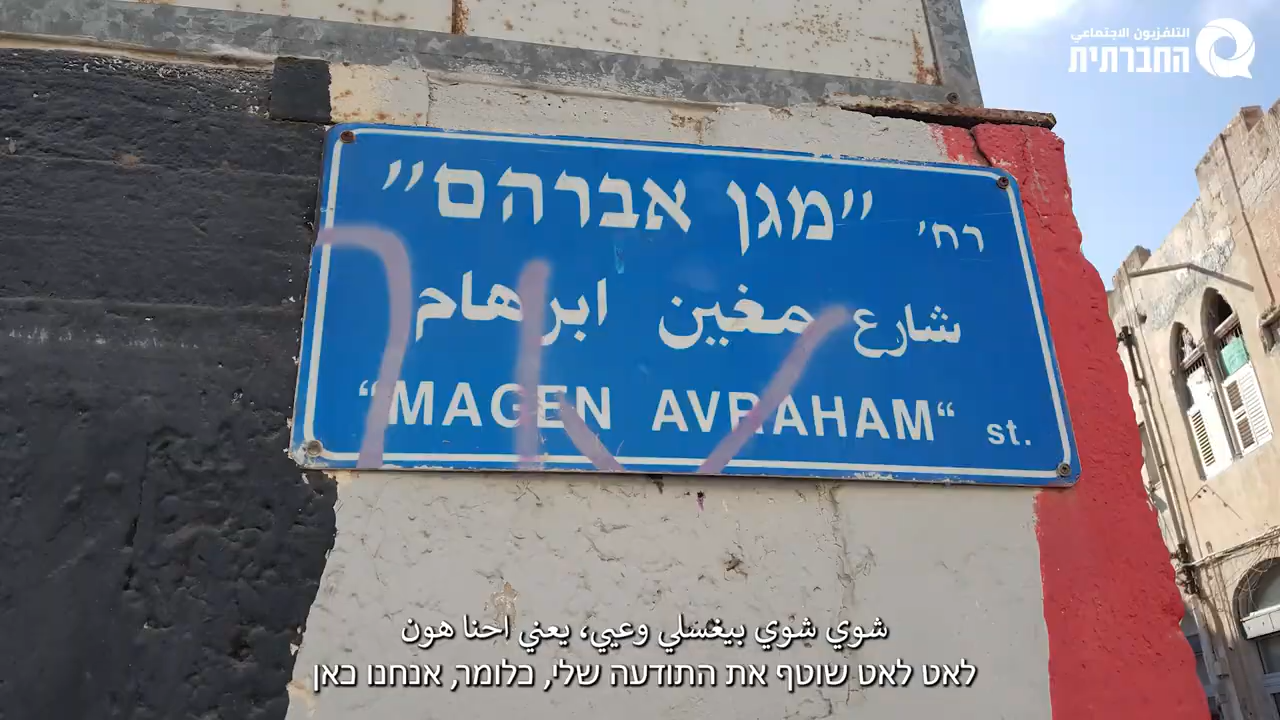 التلفزيون الاجتماعي
החברתית
רח׳ ״מגן אברהם״
شارع مغين ابرهام
“MAGEN AVRAHAM“ st.
شوي شوي بيغسلي وعيي، يعني احنا هون
לאט לאט שוטף את התודעה שלי, כלומר, אנחנו כאן